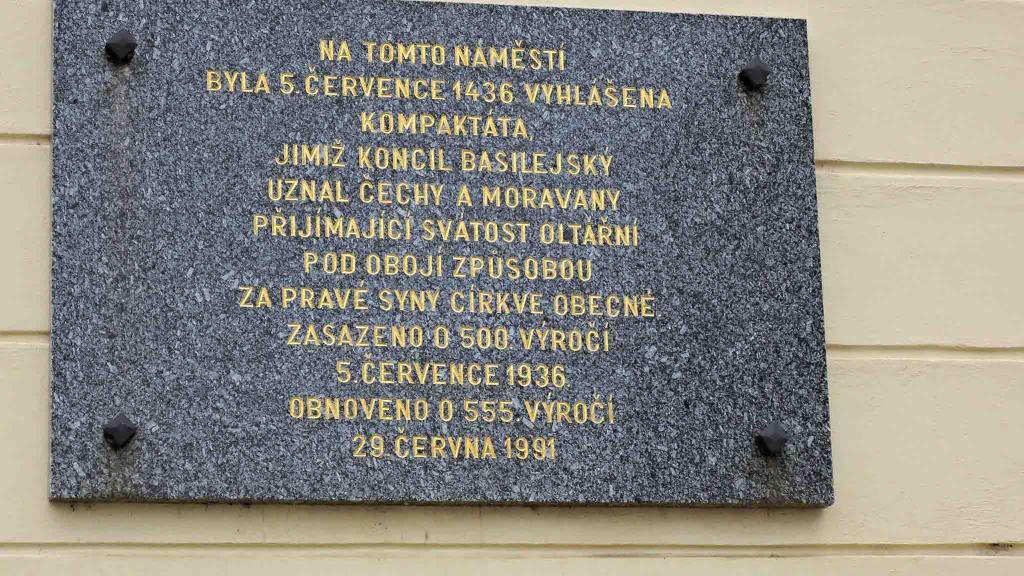 NA TOMTO NÁMĚSTÍ
BYLA 5. ČERVENCE 1436 VYHLÁŠENA
KOMPAKTÁTA,
JIMIŽ KONCIL BASILEJSKÝ
UZNAL ČECHY A MORAVANY
PŘIJÍMAJÍCÍ SVÁTOST OLTÁŘNÍ
POD OBOJÍ ZPŮSOBOU
ZA PRAVÉ SYNY CÍRKVE OBECNÉ.
ZASAZENO O 500. VÝROČÍ
5. ČERVENCE 1936.
OBNOVENO O 555. VÝROČÍ
29 ČERVNA 1991